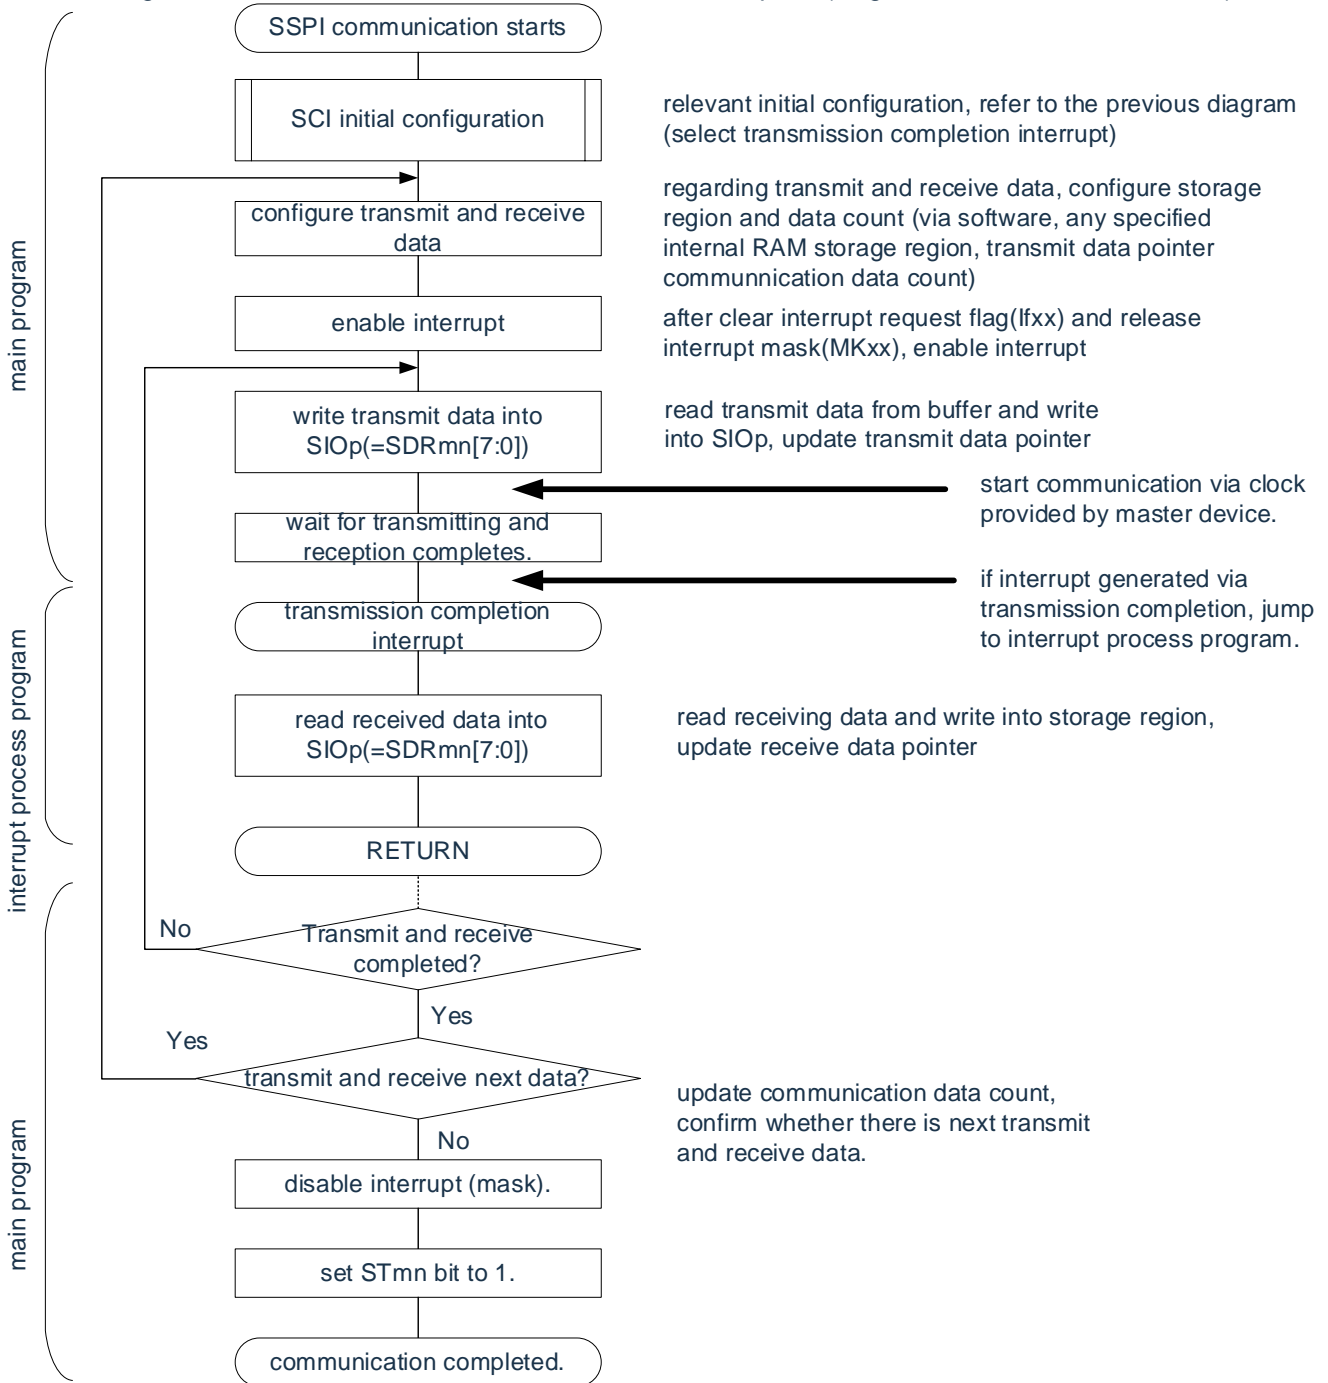 SSPI communication starts
SCI initial configuration
relevant initial configuration, refer to the previous diagram
(select transmission completion interrupt)
configure transmit and receive
data
regarding transmit and receive data, configure storage
region and data count (via software, any specified
internal RAM storage region, transmit data pointer
communnication data count)
main program
enable interrupt
after clear interrupt request flag(Ifxx) and release
interrupt mask(MKxx), enable interrupt
write transmit data into
SIOp(=SDRmn[7:0])
read transmit data from buffer and write
into SIOp, update transmit data pointer
start communication via clock
provided by master device.
wait for transmitting and
reception completes.
if interrupt generated via
transmission completion, jump
to interrupt process program.
transmission completion
interrupt
interrupt process program
read received data into
SIOp(=SDRmn[7:0])
read receiving data and write into storage region,
update receive data pointer
RETURN
No
Transmit and receive
completed?
Yes
Yes
transmit and receive next data?
update communication data count,
confirm whether there is next transmit
and receive data.
No
main program
disable interrupt (mask).
set STmn bit to 1.
communication completed.